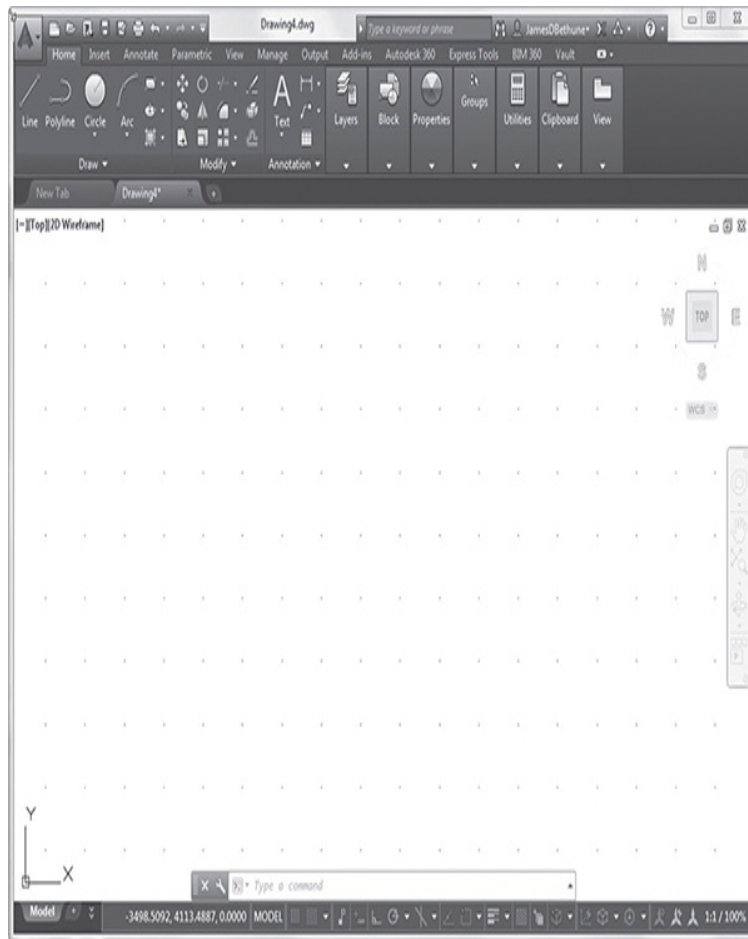 Drawing4.dwg
Type a keyword or phrase
JamesDBethune
Home Insert Annotate Parametric View Manage Output Add-ins Autodesk 360 Express Tools BIM 360 Vault
Line Polyline Circle Arc
Text
Layers
Block
Properties
Groups
Utilities
Clipboard
View
Draw
Modify
Annotation
New Tab
Drawing4*
[−][Top][2D Wireframe]
N
W TOP E
S
WCS
Y
X
Type a command
Model
-3498.5092, 4113.4887, 0.0000 MODEL
1:1 / 100%